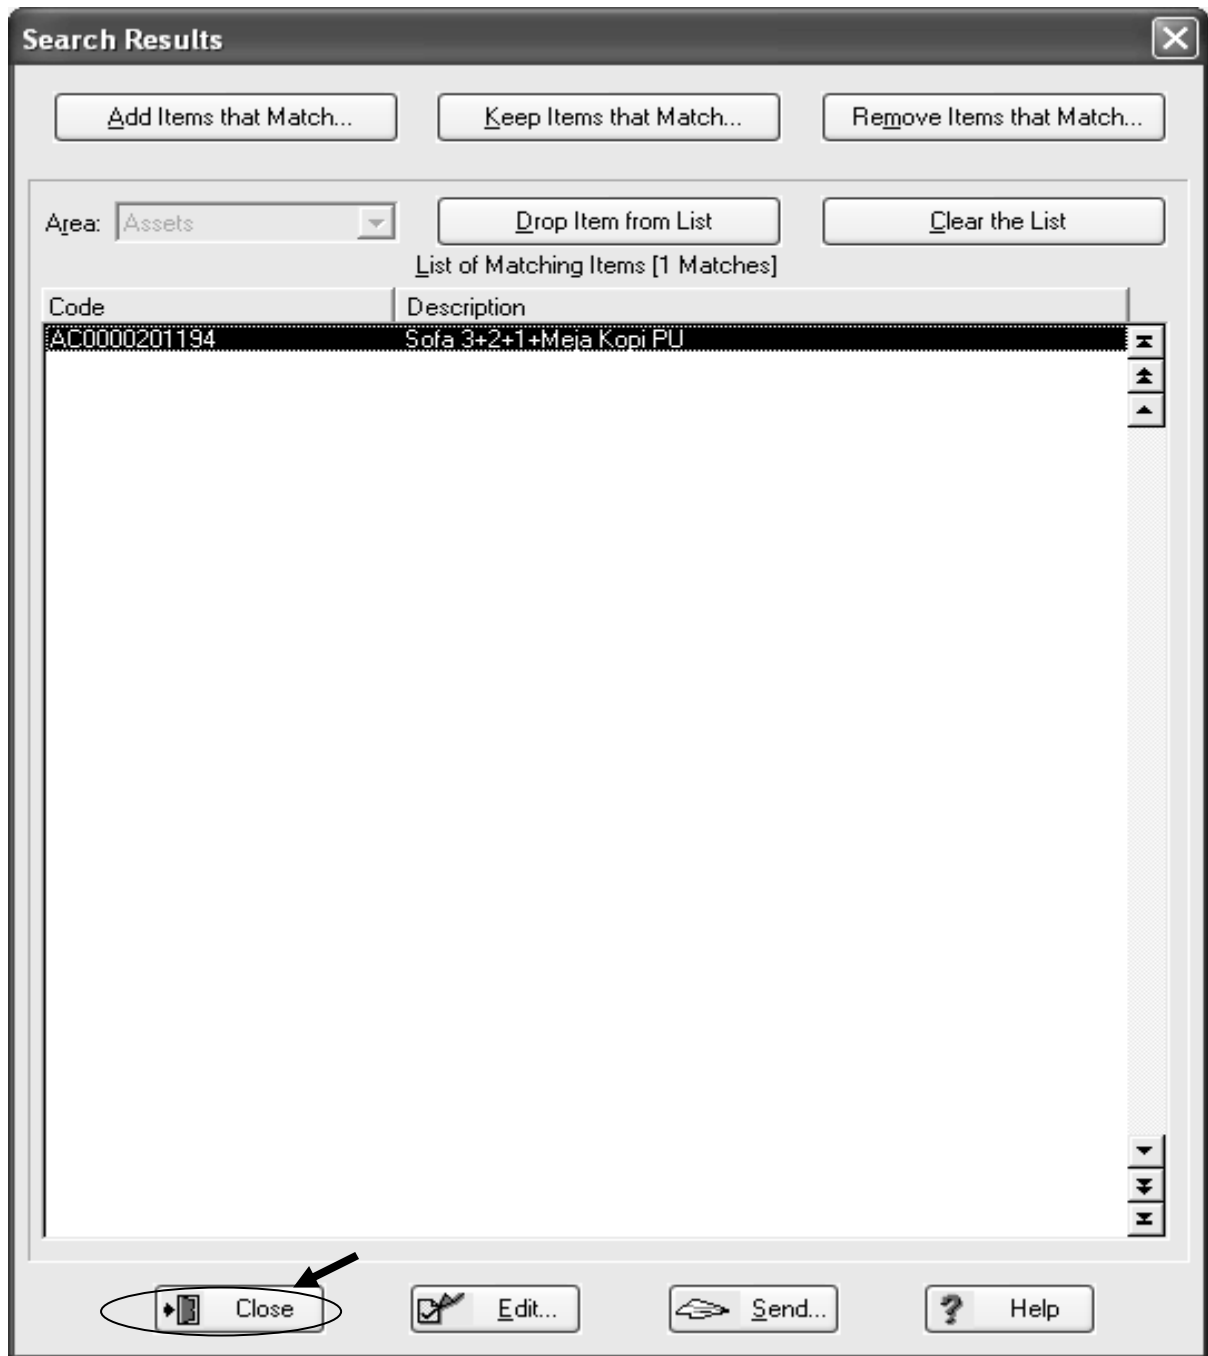 Search Results
Add Items that Match... Keep Items that Match... Remove Items that Match...
Area: Assets Drop Item from List Clear the List
List of Matching Items [1 Matches]
Code Description
AC0000201194 Sofa 3+2+1+Meja Kopi PU
Close Edit... Send... ? Help